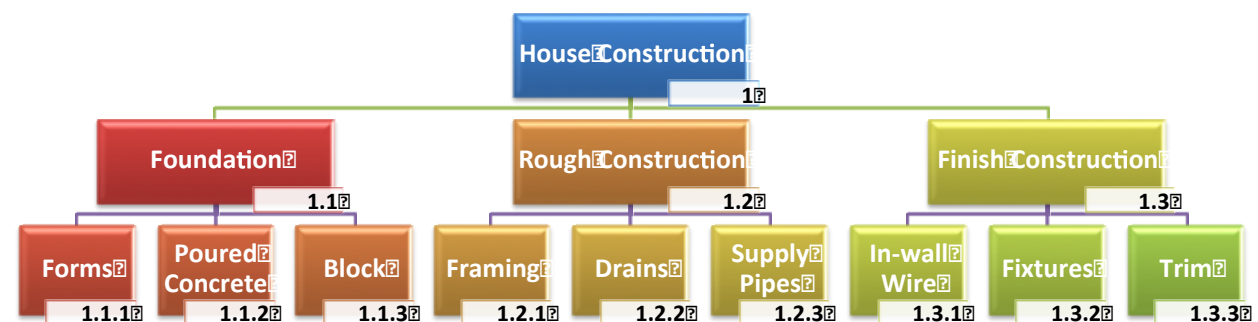 House Construction
1
Foundation
1.1
Rough Construction
1.2
Finish Construction
1.3
Forms
1.1.1
Poured
Concrete
1.1.2
Block
1.1.3
Framing
1.2.1
Drains
1.2.2
Supply
Pipes
1.2.3
In-wall
Wire
1.3.1
Fixtures
1.3.2
Trim
1.3.3